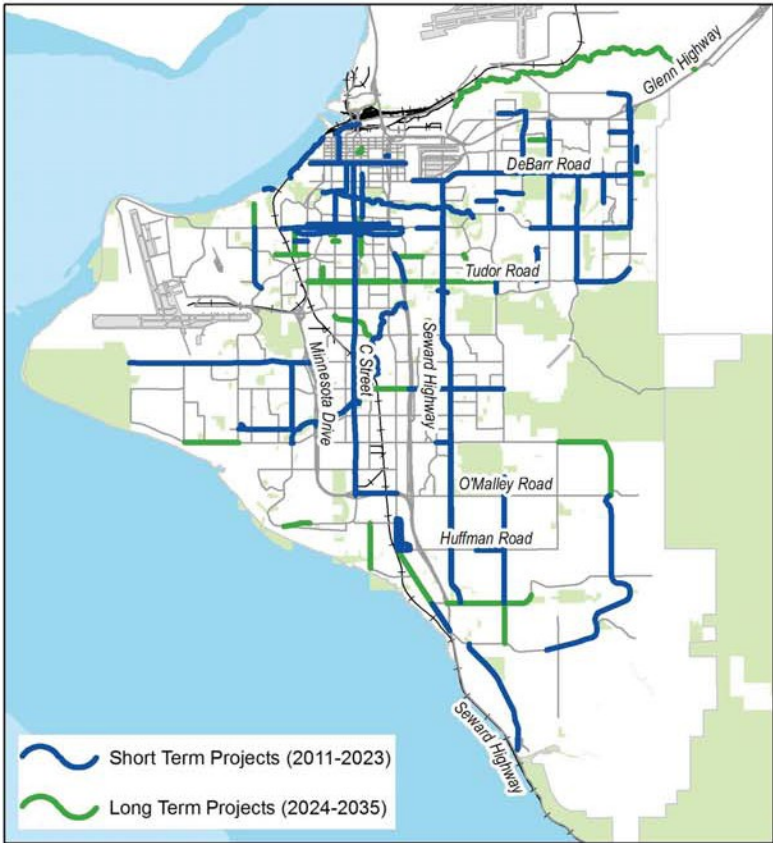 Glenn Highway
DeBarr Road
Tudor Road
Seward Highway
C Street
Minnesota Drive
O'Malley Road
Huffman Road
Seward Highway
Short Term Projects (2011-2023)
Long Term Projects (2024-2035)